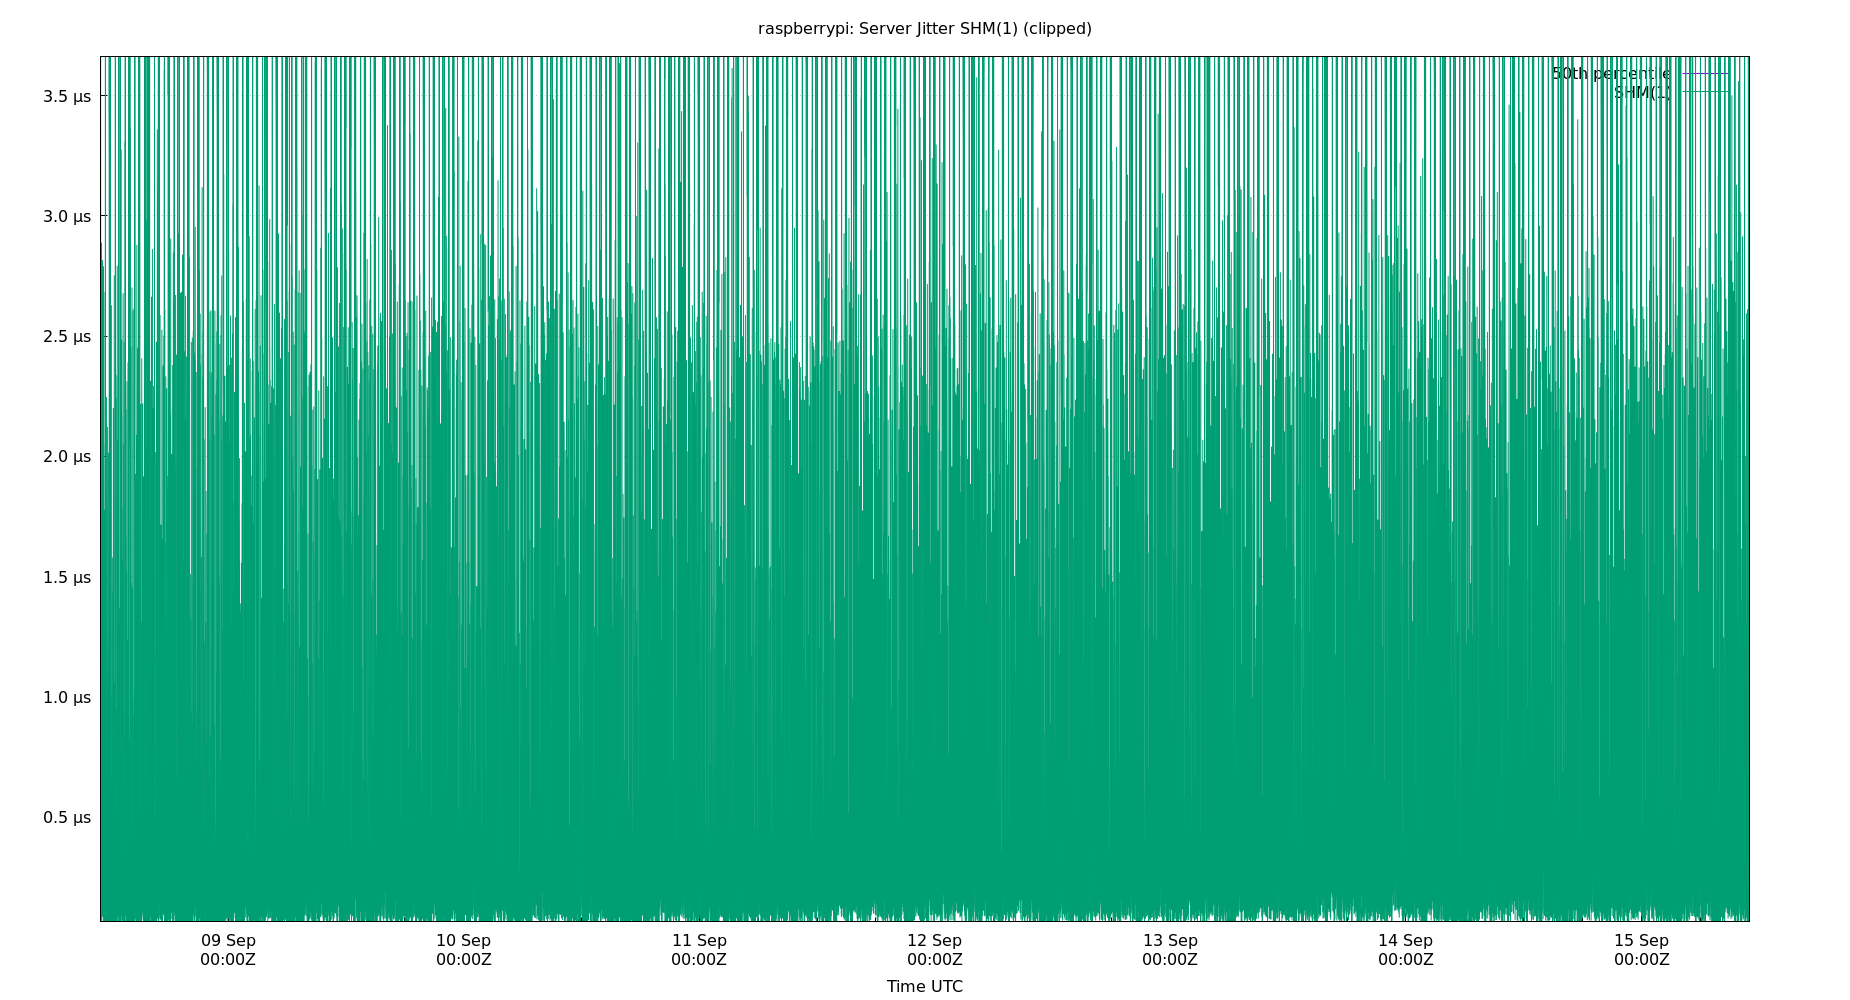 raspberrypi: Server Jitter SHM(1) (clipped)
50th percentile
SHM(1)
3.5 µs
3.0 µs
2.5 µs
2.0 µs
1.5 µs
1.0 µs
0.5 µs
09 Sep 10 Sep 11 Sep 12 Sep 13 Sep 14 Sep 15 Sep
00:00Z 00:00Z 00:00Z 00:00Z 00:00Z 00:00Z 00:00Z
Time UTC